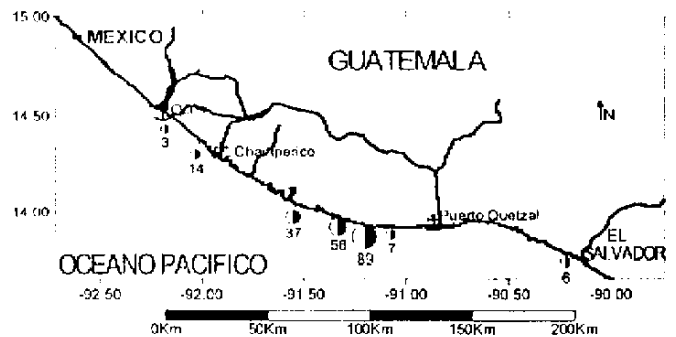 15.00
MEXICO
GUATEMALA
14.50
N
3
Champerico
14
14.00
Puerto Quetzal
37
58
89
7
EL
SALVADOR
OCEANO PACIFICO
6
-92 50
-92 00
-91 50
-91 00
-90 50
-90 00
0Km
50Km
100Km
150Km
200Km